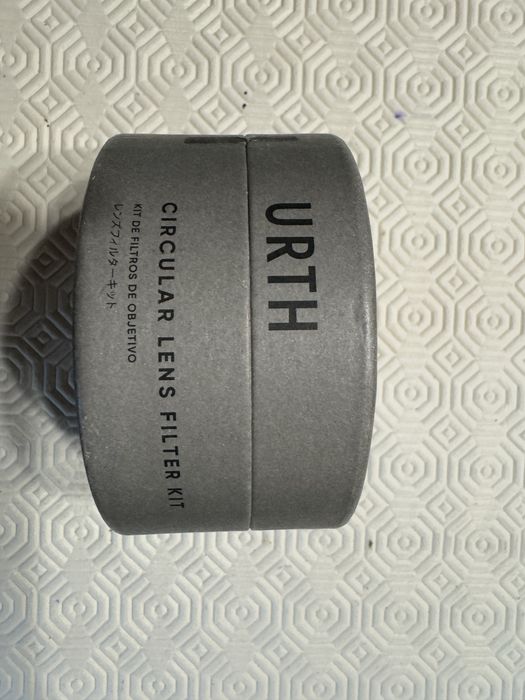 URTH
CIRCULAR LENS FILTER KIT
KIT DE FILTROS DE OBJETIVO
レンズフィルターキット